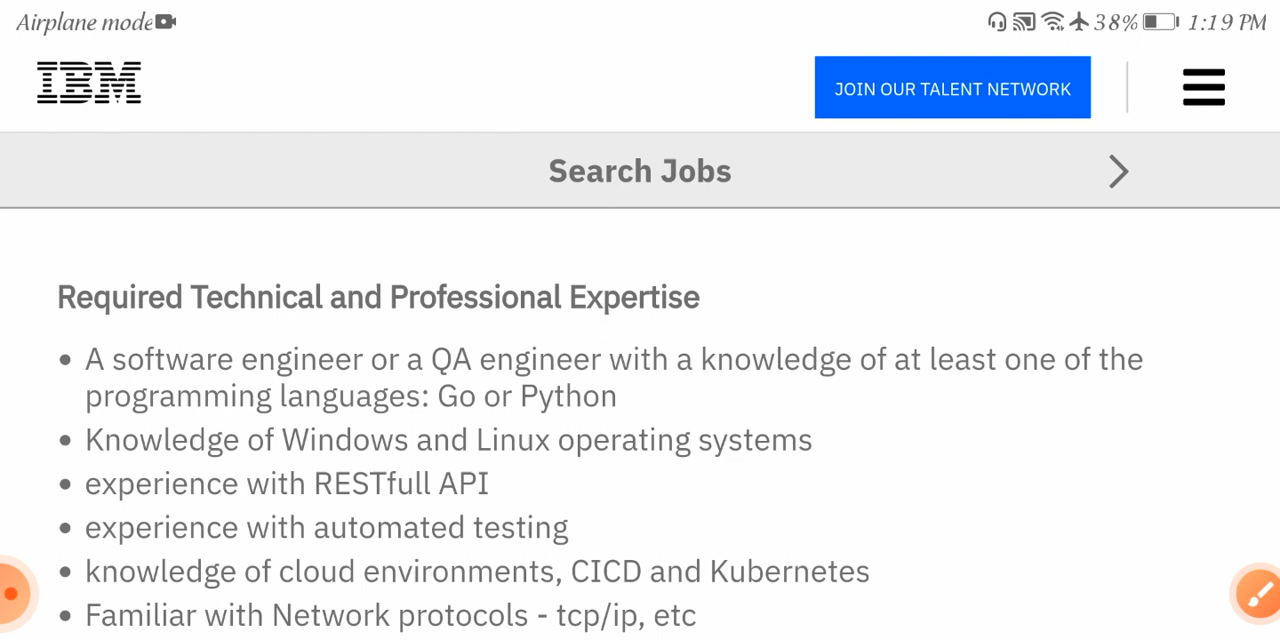 Airplane mode 38% 1:19 PM
IBM JOIN OUR TALENT NETWORK
Search Jobs
Required Technical and Professional Expertise
• A software engineer or a QA engineer with a knowledge of at least one of the
programming languages: Go or Python
• Knowledge of Windows and Linux operating systems
• experience with RESTfull API
• experience with automated testing
• knowledge of cloud environments, CICD and Kubernetes
• Familiar with Network protocols - tcp/ip, etc